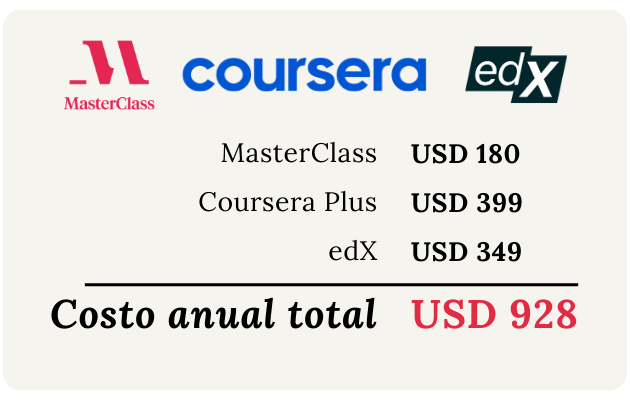 MasterClass coursera edX
MasterClass USD 180
Coursera Plus USD 399
edX USD 349
Costo anual total USD 928